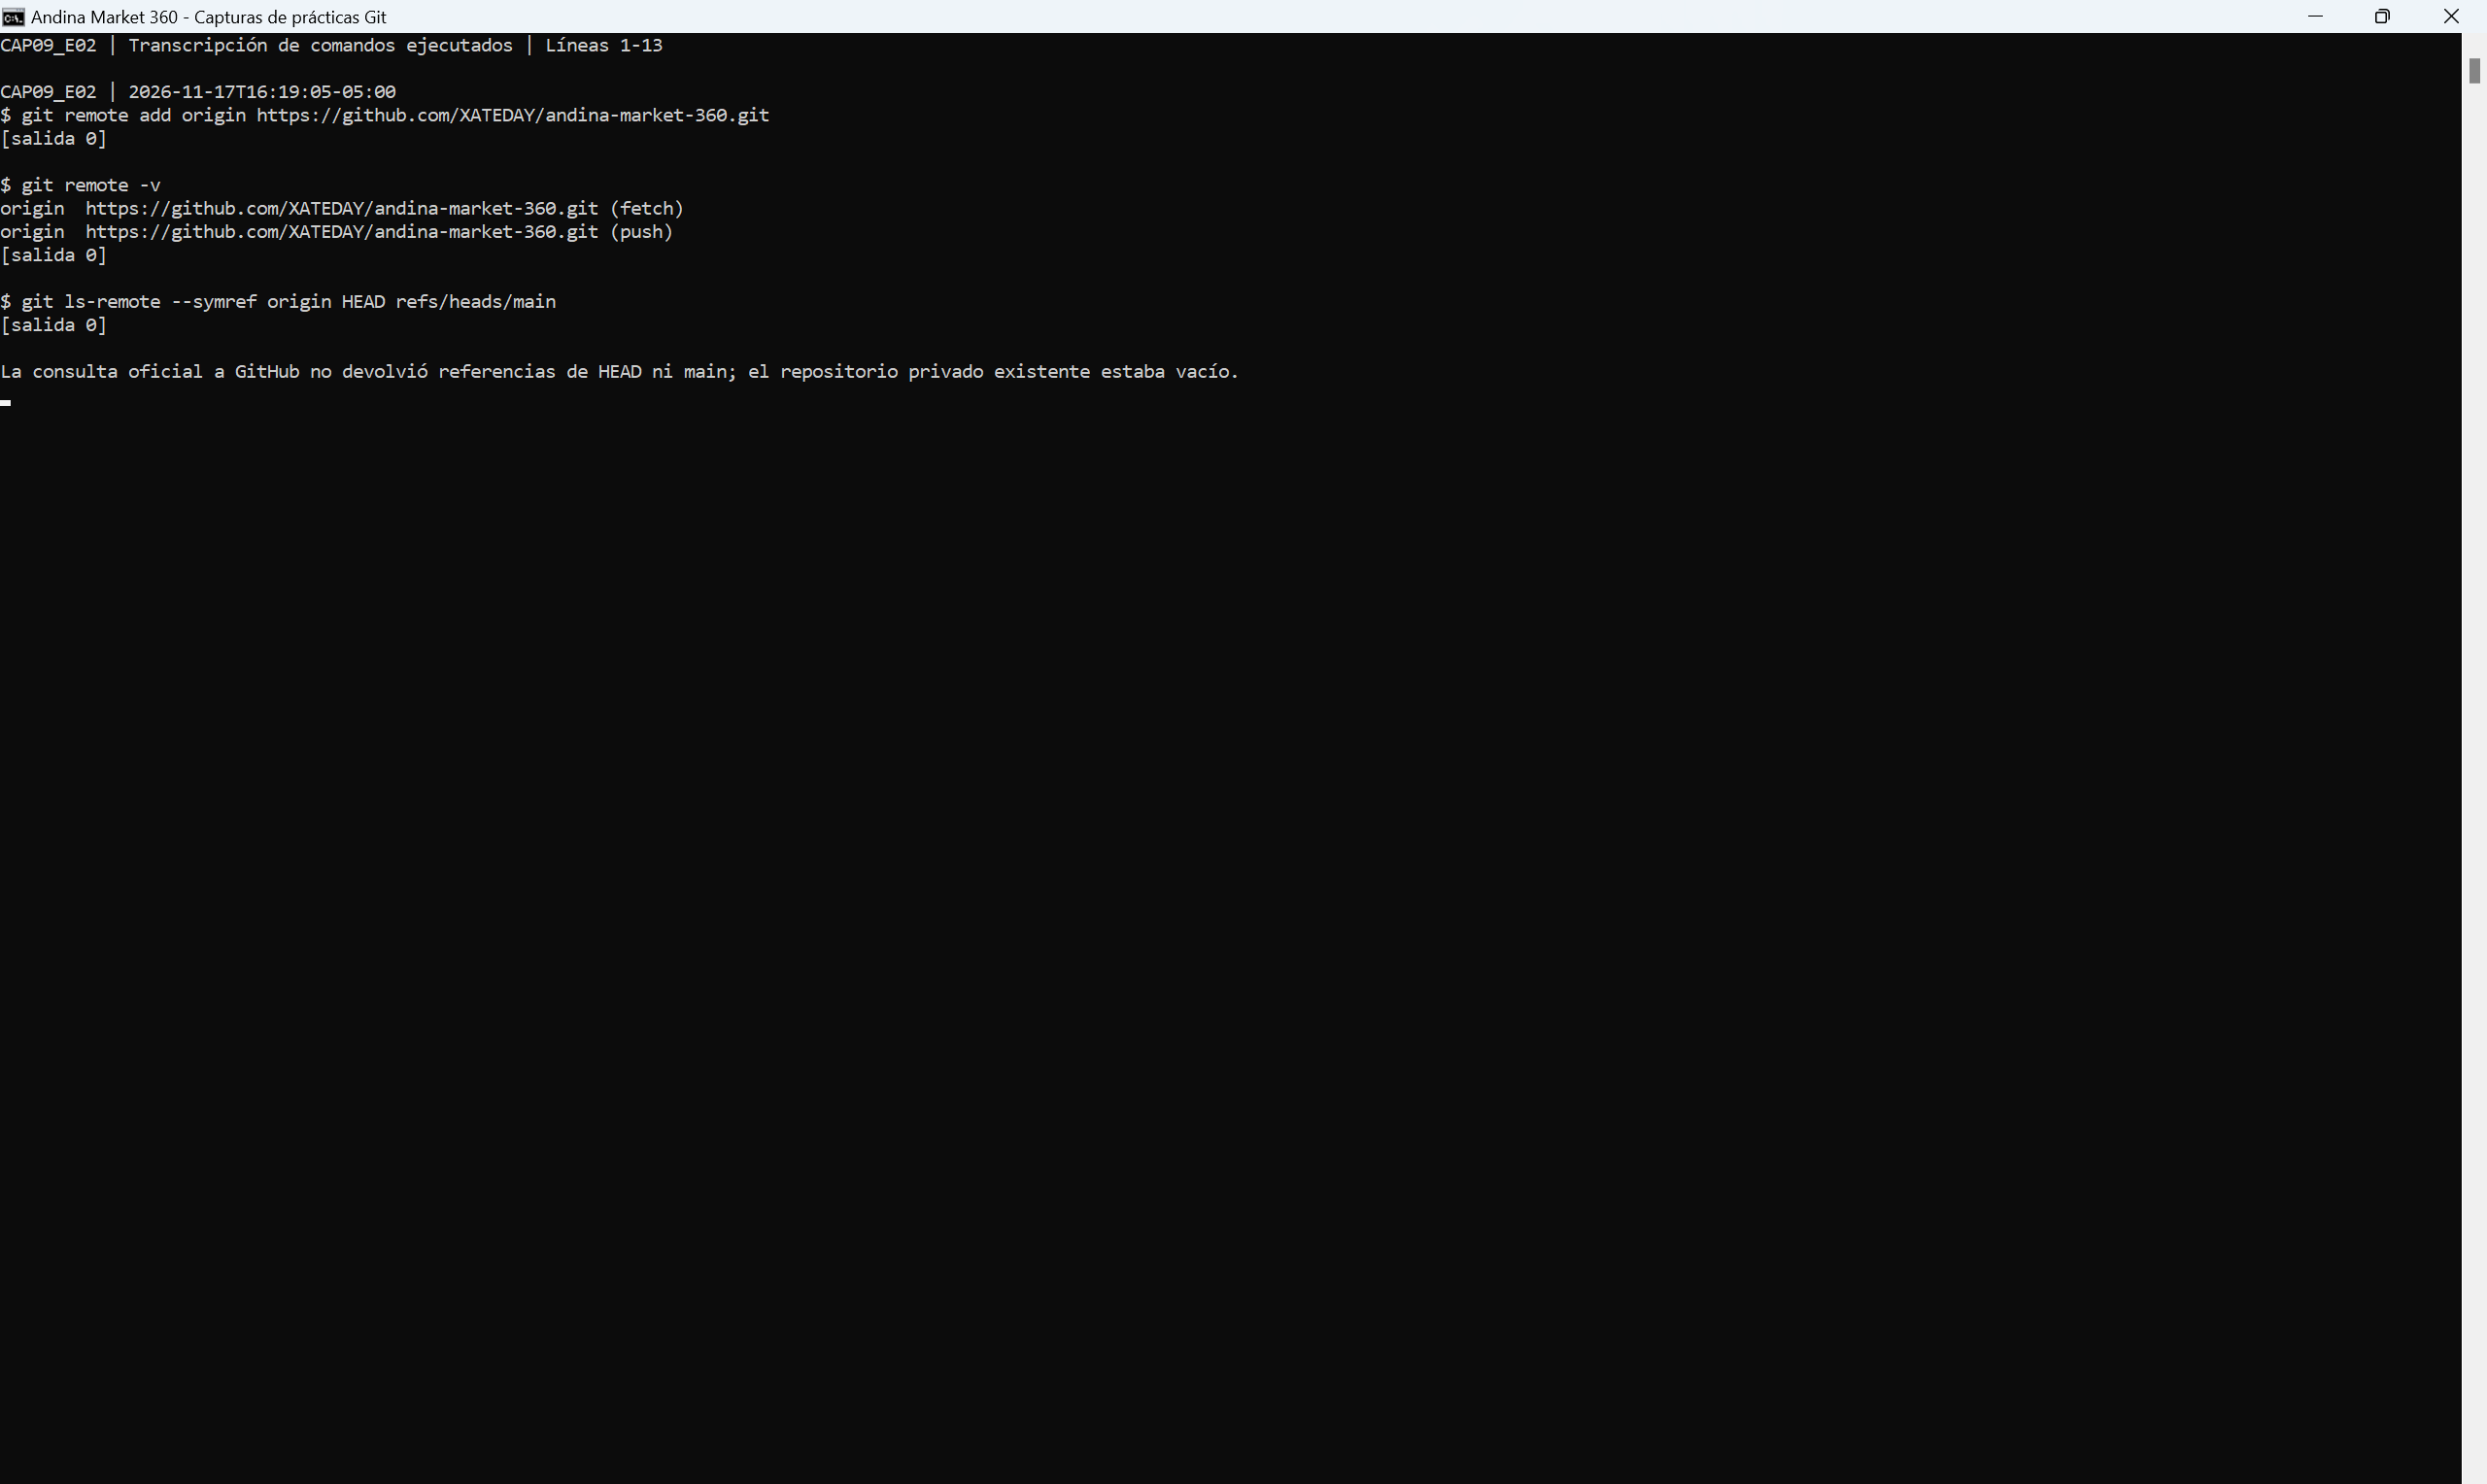 Andina Market 360 - Capturas de prácticas Git
CAP09_E02 | Transcripción de comandos ejecutados | Líneas 1-13
CAP09_E02 | 2026-11-17T16:19:05-05:00
$ git remote add origin https://github.com/XATEDAY/andina-market-360.git
[salida 0]
$ git remote -v
origin  https://github.com/XATEDAY/andina-market-360.git (fetch)
origin  https://github.com/XATEDAY/andina-market-360.git (push)
[salida 0]
$ git ls-remote --symref origin HEAD refs/heads/main
[salida 0]
La consulta oficial a GitHub no devolvió referencias de HEAD ni main; el repositorio privado existente estaba vacío.